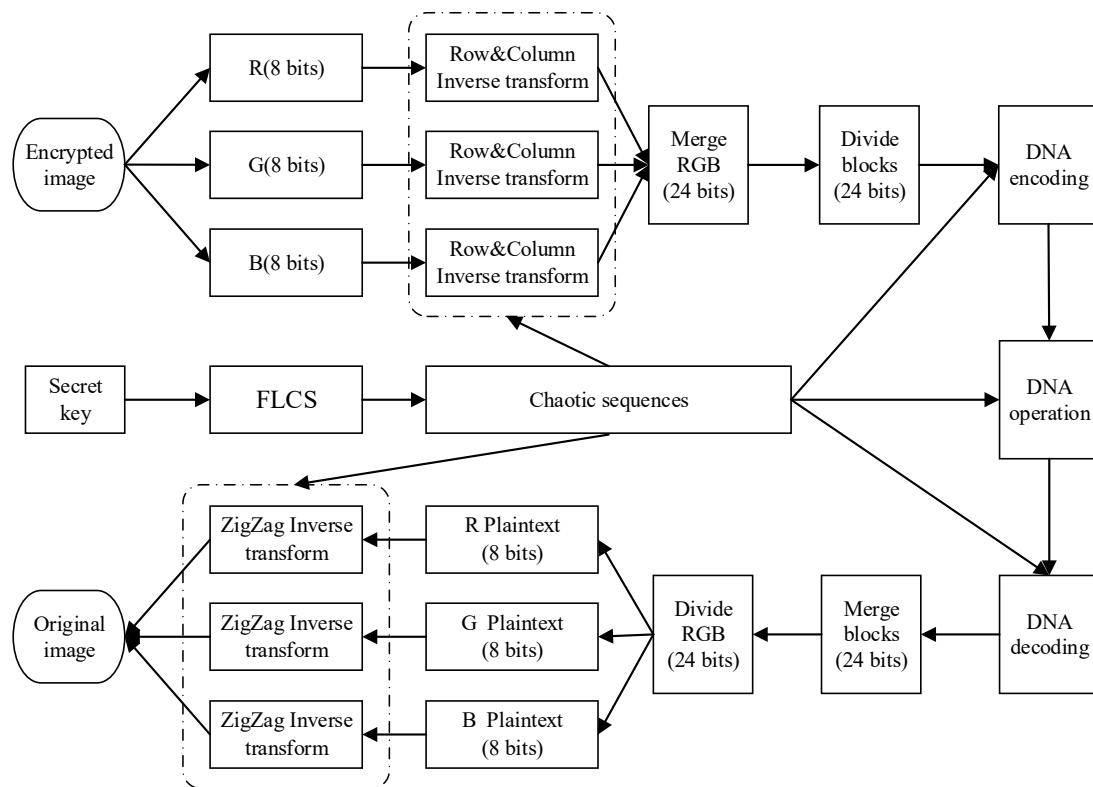 R(8 bits)
Row&Column
Inverse transform
Encrypted
image
G(8 bits)
Row&Column
Inverse transform
Merge
RGB
(24 bits)
Divide
blocks
(24 bits)
DNA
encoding
B(8 bits)
Row&Column
Inverse transform
Secret
key
FLCS
Chaotic sequences
DNA
operation
ZigZag Inverse
transform
R Plaintext
(8 bits)
Original
image
ZigZag Inverse
transform
G Plaintext
(8 bits)
Divide
RGB
(24 bits)
Merge
blocks
(24 bits)
DNA
decoding
ZigZag Inverse
transform
B Plaintext
(8 bits)